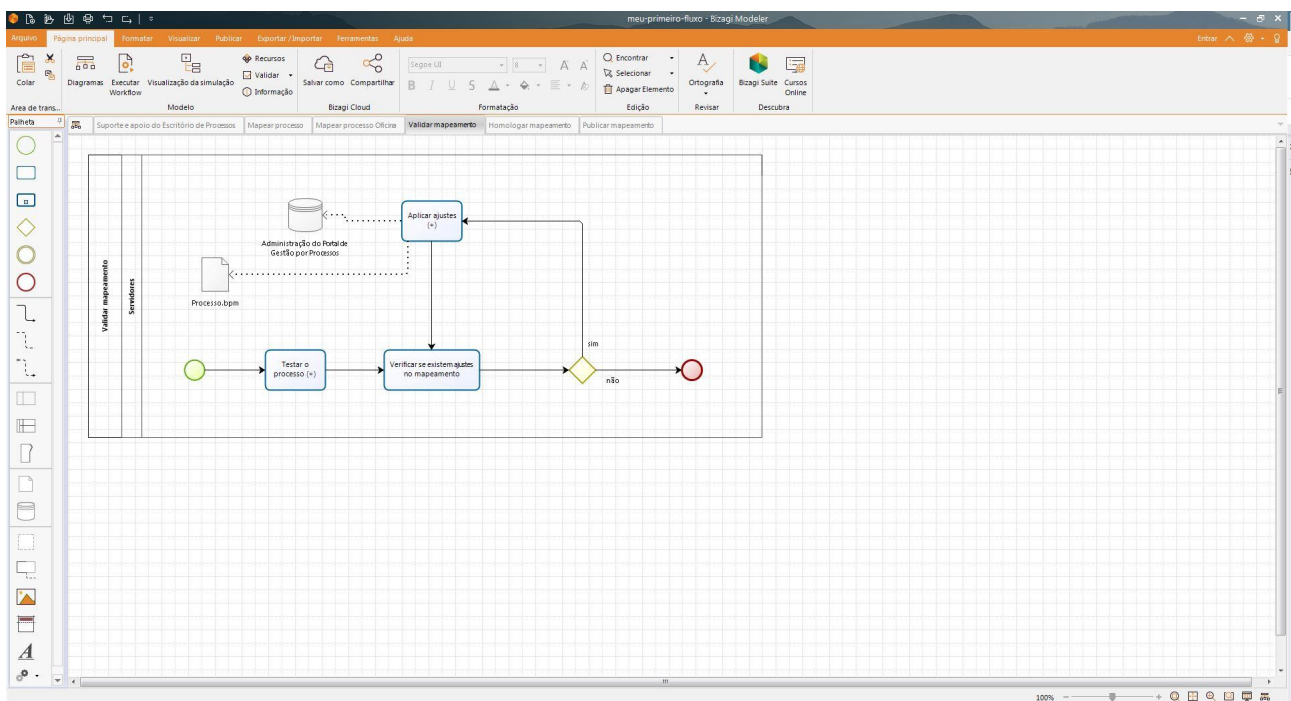 meu-primeiro-fluxo - Bizagi Modeler
Arquivo Página principal Formatar Visualizar Publicar Exportar / Importar Ferramentas Ajuda Entrar
Colar
Diagramas
Executar
Workflow
Visualização da simulação
Recursos
Validar
Informação
Salvar como
Compartilhar
Segoe UI
8
A A
B I U S A
Encontrar
Selecionar
Apagar Elemento
Ortografia
Bizagi Suite
Cursos
Online
Area de trans... Modelo Bizagi Cloud Formatação Edição Revisar Descubra
Palheta
Suporte e apoio do Escritório de Processos Mapear processo Mapear processo Oficina Validar mapeamento Homologar mapeamento Publicar mapeamento
Validar mapeamento
Servidores
Aplicar ajustes
(+)
Administração do Portal de
Gestão por Processos
Processo.bpm
sim
Testar o
processo (+)
Verificar se existem ajustes
no mapeamento
não
A
100%